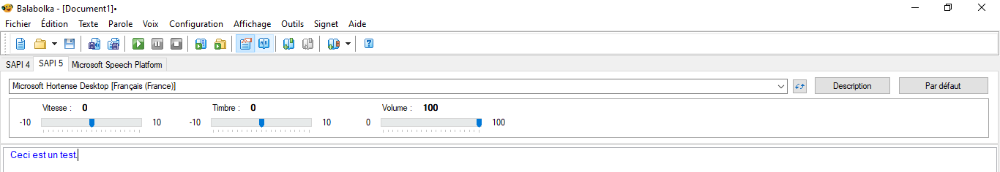 Balabolka - [Document1]•
Fichier Édition Texte Parole Voix Configuration Affichage Outils Signet Aide
SAPI 4 SAPI 5 Microsoft Speech Platform
Microsoft Hortense Desktop [Français (France)] Description Par défaut
Vitesse : 0 Timbre : 0 Volume : 100
-10 10 -10 10 0 100
Ceci est un test.